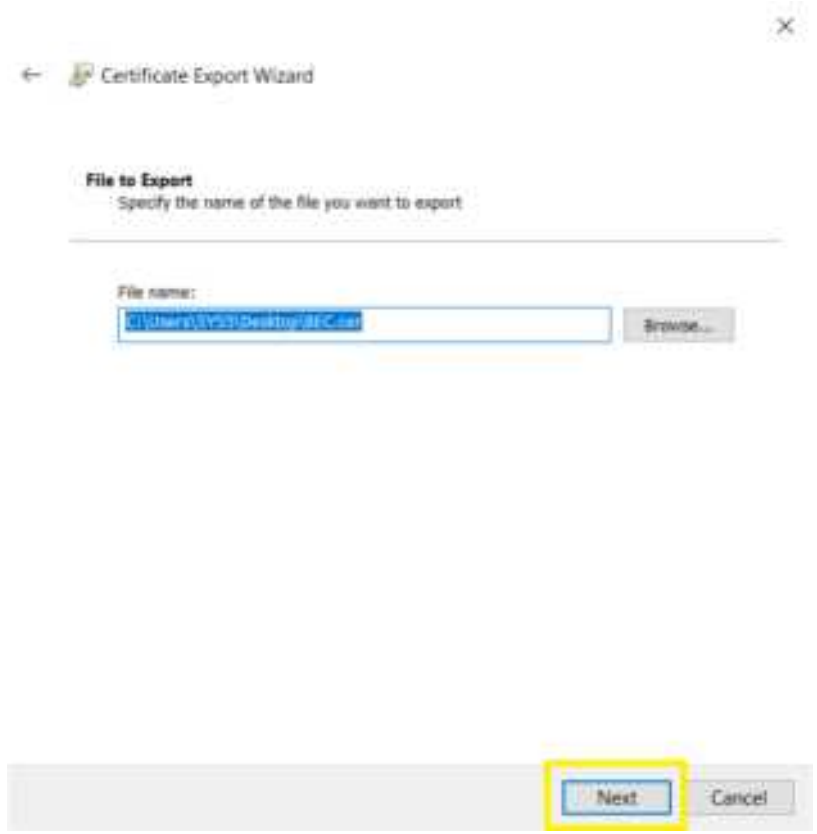 Certificate Export Wizard
File to Export
Specify the name of the file you want to export
File name:
Browse...
Next
Cancel